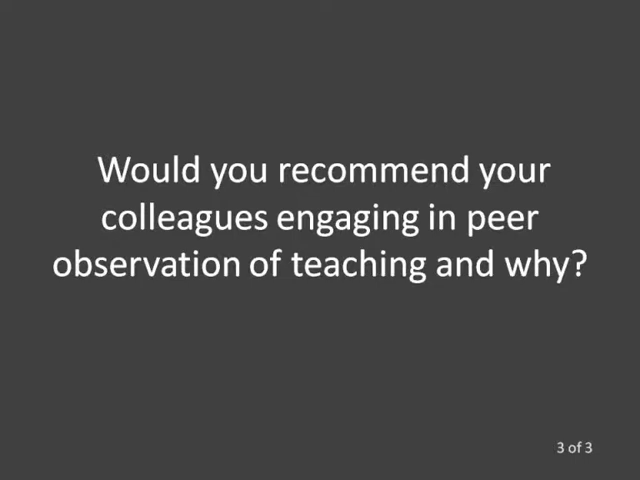 Would you recommend your
colleagues engaging in peer
observation of teaching and why?
3 of 3